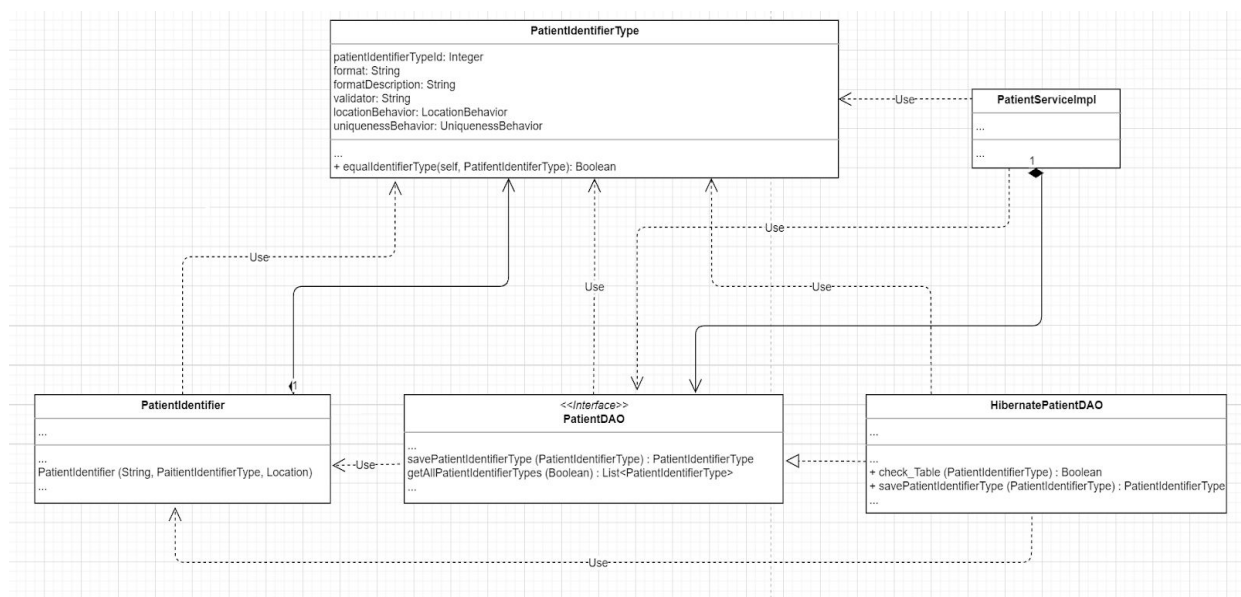 PatientIdentifierType
patientIdentifierTypeId: Integer
format: String
formatDescription: String
validator: String
locationBehavior: LocationBehavior
uniquenessBehavior: UniquenessBehavior
...
+ equalIdentifierType(self, PatifentIdentiferType): Boolean
Use
PatientServiceImpl
...
...
1
Use
Use
Use
Use
1
PatientIdentifier
...
...
PatientIdentifier (String, PaitientIdentifierType, Location)
...
Use
<<Interface>>
PatientDAO
...
savePatientIdentifierType (PatientIdentifierType) : PatientIdentifierType
getAllPatientIdentifierTypes (Boolean) : List<PatientIdentifierType>
...
HibernatePatientDAO
...
...
+ check_Table (PatientIdentifierType) : Boolean
+ savePatientIdentifierType (PatientIdentifierType) : PatientIdentifierType
...
Use